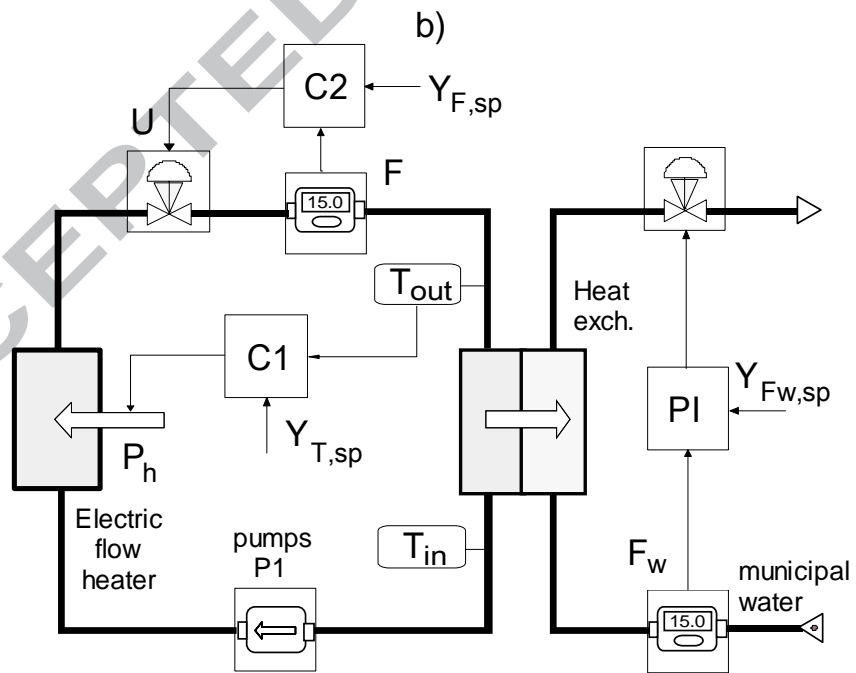 b)
CEPTED
C2
Y_F,sp
U
F
15.0
T_out
Heat
exch.
C1
PI
Y_Fw,sp
P_h
Y_T,sp
Electric
flow
heater
pumps
P1
T_in
F_w
municipal
water
15.0